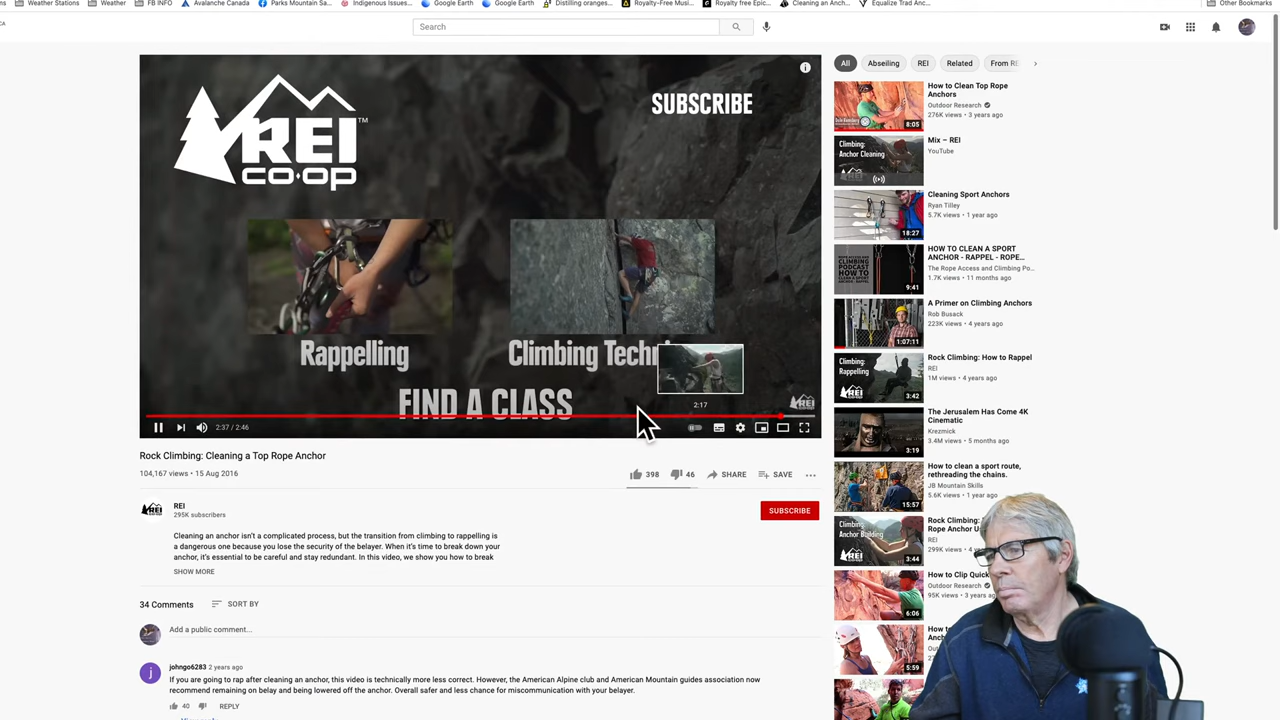 ms
Weather Stations
Weather
FB INFO
Avalanche Canada
Parks Mountain Sa...
Indigenous Issues...
Google Earth
Google Earth
Distilling oranges...
Royalty-Free Musi...
Royalty free Epic...
Cleaning an Anch...
Equalize Trad Anc...
Other Bookmarks
CA
Search
REI
CO·OP
TM
SUBSCRIBE
Rappelling
Climbing Techn
FIND A CLASS
2:17
REI
2:37 / 2:46
Rock Climbing: Cleaning a Top Rope Anchor
104,167 views • 15 Aug 2016
398
46
SHARE
SAVE
REI
295K subscribers
SUBSCRIBE
Cleaning an anchor isn't a complicated process, but the transition from climbing to rappelling is
a dangerous one because you lose the security of the belayer. When it's time to break down your
anchor, it's essential to be careful and stay redundant. In this video, we show you how to break
SHOW MORE
34 Comments
SORT BY
Add a public comment...
j
johngo6283 2 years ago
If you are going to rap after cleaning an anchor, this video is technically more less correct. However, the American Alpine club and American Mountain guides association now
recommend remaining on belay and being lowered off the anchor. Overall safer and less chance for miscommunication with your belayer.
40
REPLY
All
Abseiling
REI
Related
From RE
How to Clean Top Rope
Anchors
Outdoor Research
276K views • 3 years ago
8:05
Climbing:
Anchor Cleaning
Mix – REI
YouTube
Cleaning Sport Anchors
Ryan Tilley
5.7K views • 1 year ago
18:27
HOW TO CLEAN A SPORT
ANCHOR - RAPPEL - ROPE...
The Rope Access and Climbing Po...
1.7K views • 11 months ago
9:41
A Primer on Climbing Anchors
Rob Busack
223K views • 4 years ago
1:07:11
Climbing:
Rappelling
Rock Climbing: How to Rappel
REI
1M views • 4 years ago
3:42
The Jerusalem Has Come 4K
Cinematic
Krezmick
3.4M views • 5 months ago
3:19
How to clean a sport route,
rethreading the chains.
JB Mountain Skills
5.6K views • 1 year ago
15:57
Climbing:
Anchor Building
Rock Climbing:
Rope Anchor U
REI
299K views • 4 y
3:44
How to Clip Quick
Outdoor Research
95K views • 3 years ago
6:06
How t
Anch
Out
5:59